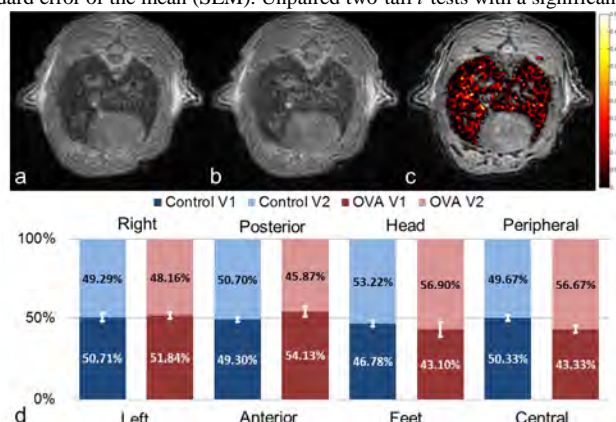 dard error of the mean (SEM). Unpaired two-tail t tests with a significan
a b c
Control V1 Control V2 OVA V1 OVA V2
Right Posterior Head Peripheral
100%
49.29% 48.16% 50.70% 45.87% 53.22% 56.90% 49.67% 56.67%
50%
50.71% 51.84% 49.30% 54.13% 46.78% 43.10% 50.33% 43.33%
0%
d Left Anterior Feet Central